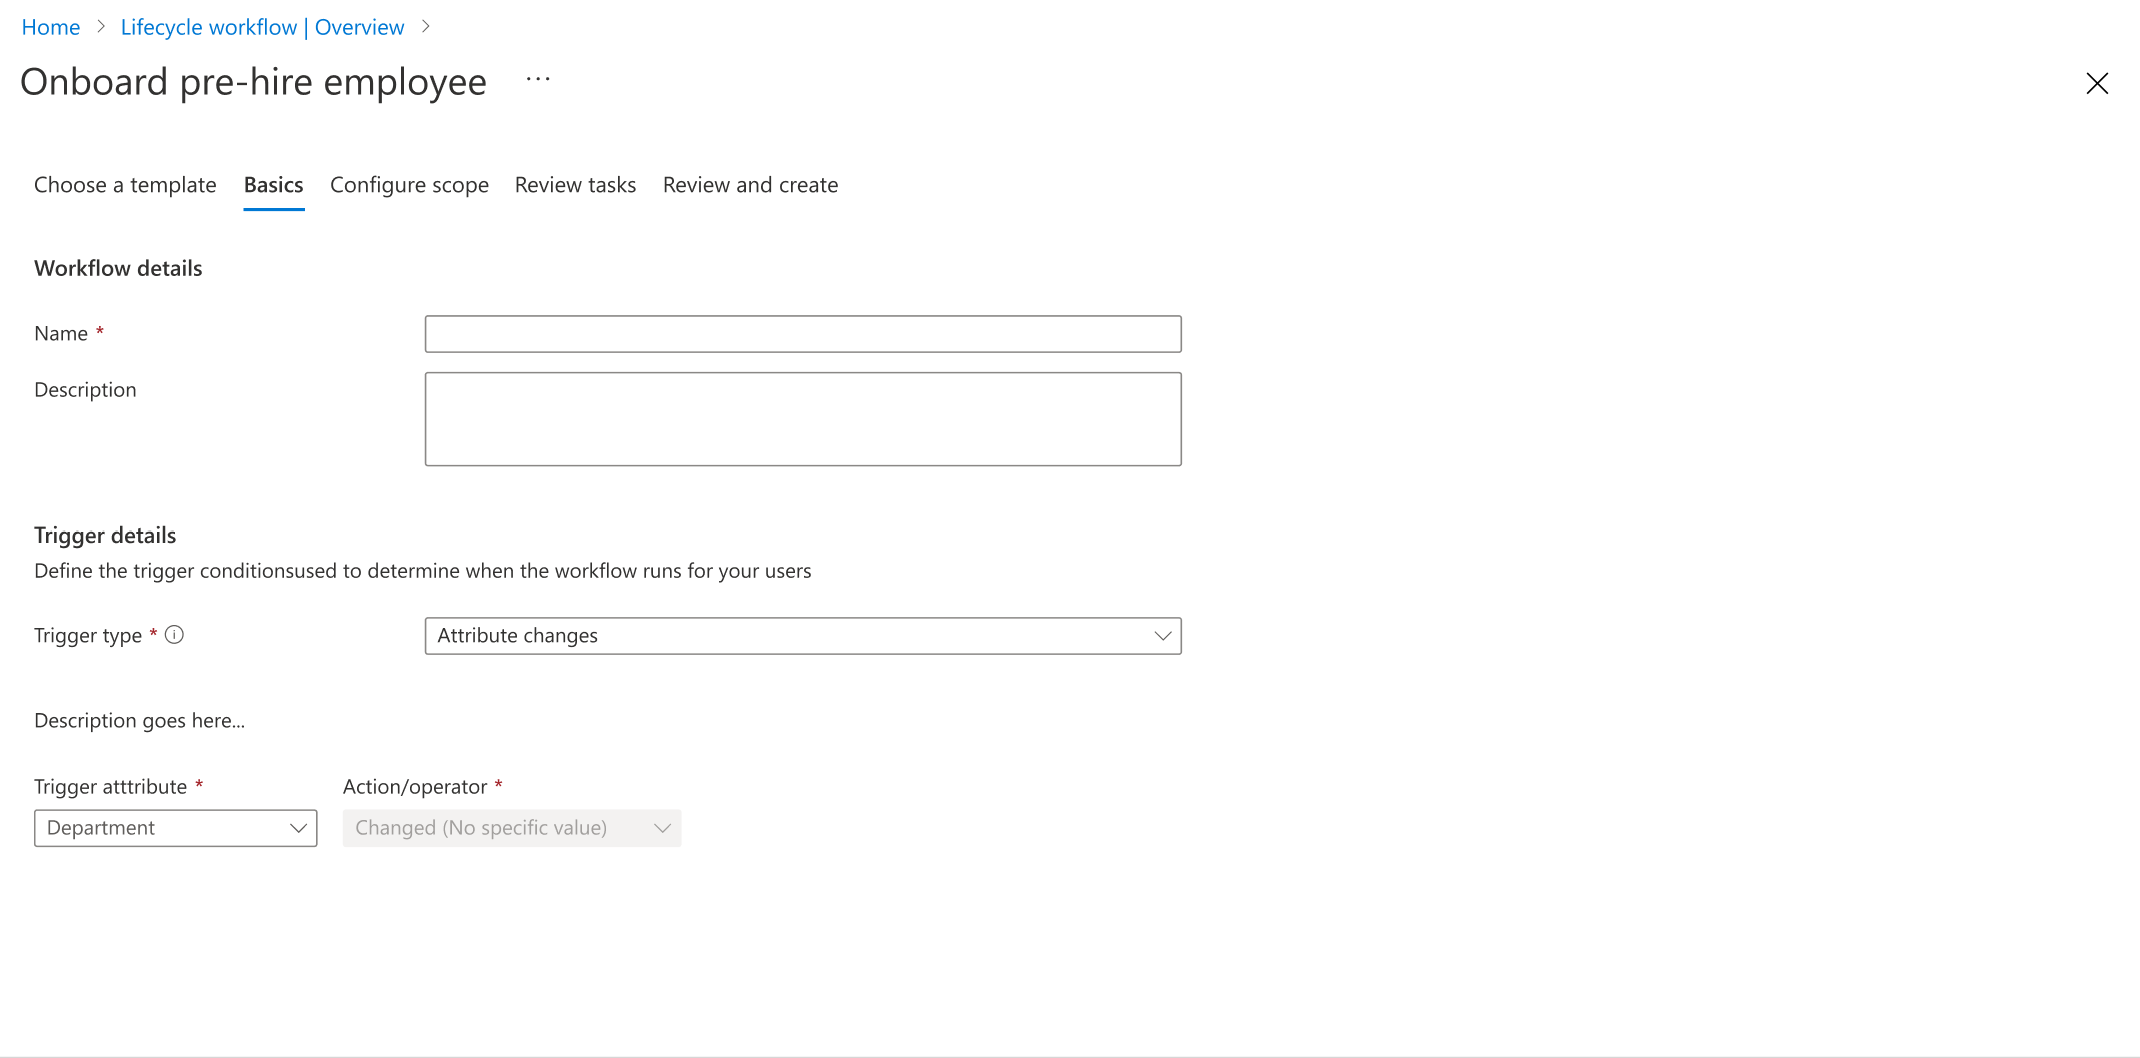 Home > Lifecycle workflow | Overview >
Onboard pre-hire employee ...
Choose a template Basics Configure scope Review tasks Review and create
Workflow details
Name *
Description
Trigger details
Define the trigger conditionsused to determine when the workflow runs for your users
Trigger type * Attribute changes
Description goes here...
Trigger atttribute * Action/operator *
Department Changed (No specific value)